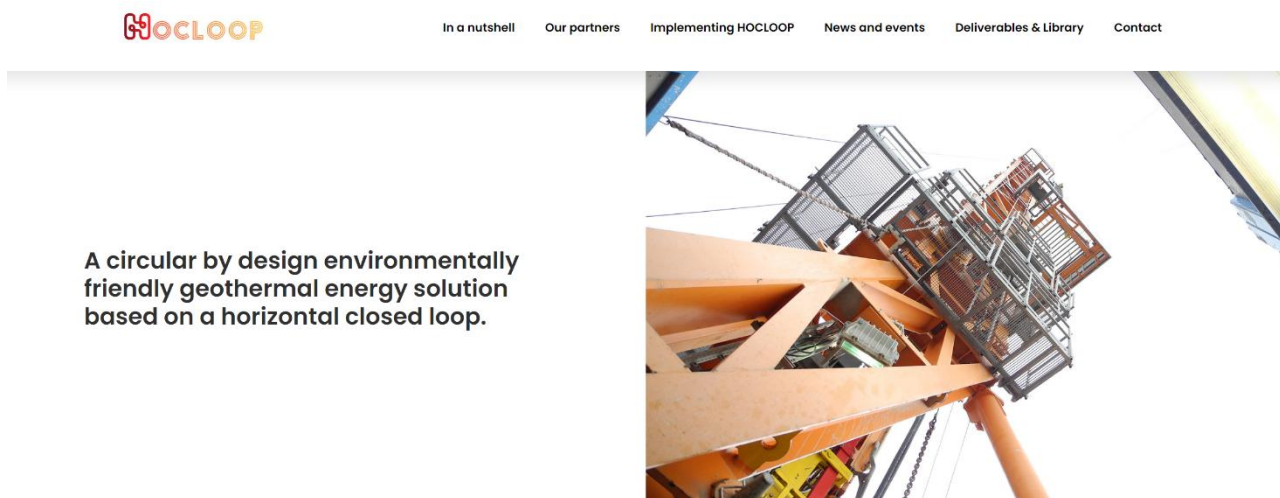 HOCLOOP
In a nutshell
Our partners
Implementing HOCLOOP
News and events
Deliverables & Library
Contact
A circular by design environmentally
friendly geothermal energy solution
based on a horizontal closed loop.